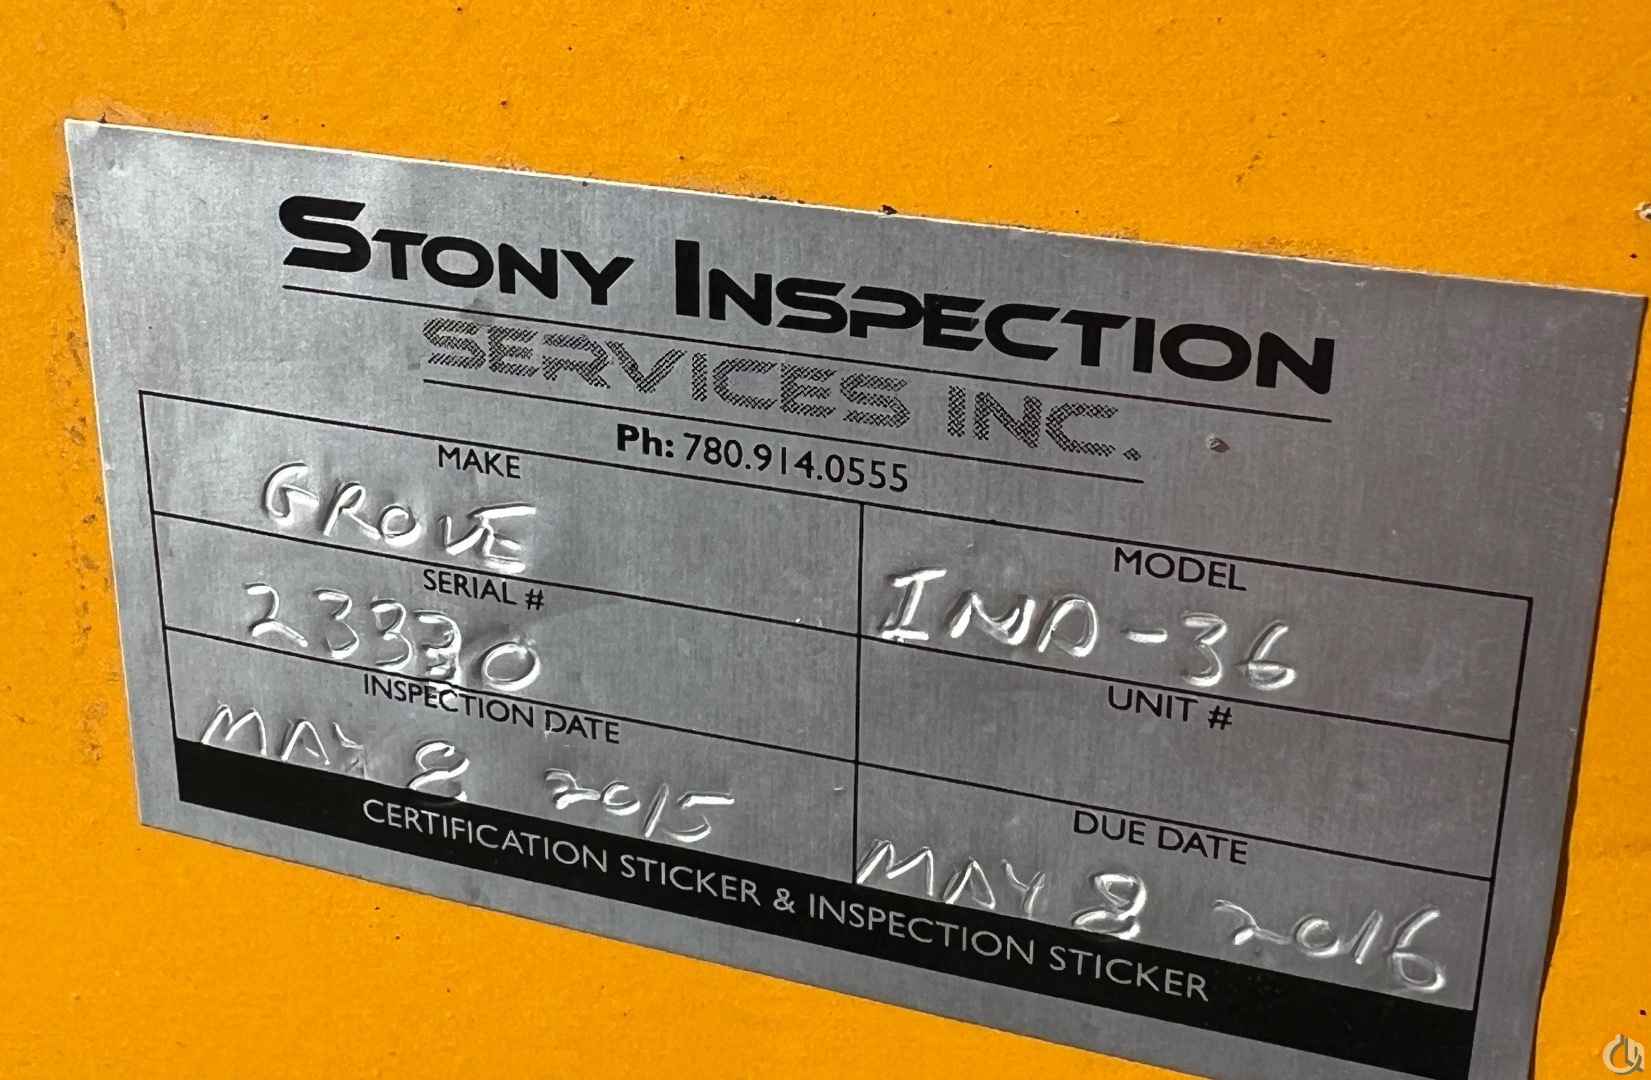 STONY INSPECTION
SERVICES INC.
Ph: 780.914.0555
MAKE
GROVE
MODEL
IND-36
SERIAL #
23330
UNIT #
INSPECTION DATE
MAY 8 2015
DUE DATE
MAY 8 2016
CERTIFICATION STICKER & INSPECTION STICKER